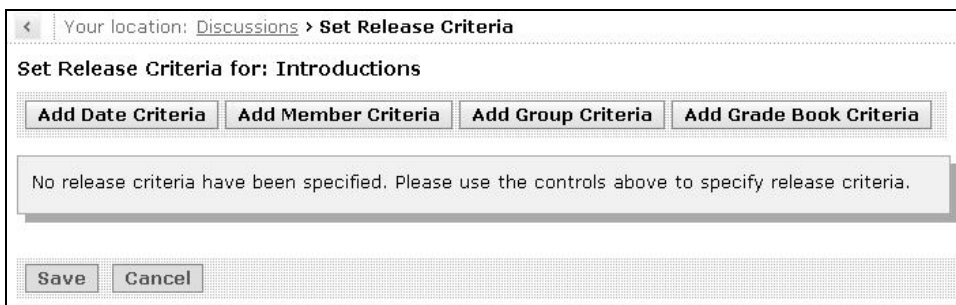 Your location: Discussions › Set Release Criteria
Set Release Criteria for: Introductions
Add Date Criteria Add Member Criteria Add Group Criteria Add Grade Book Criteria
No release criteria have been specified. Please use the controls above to specify release criteria.
Save Cancel